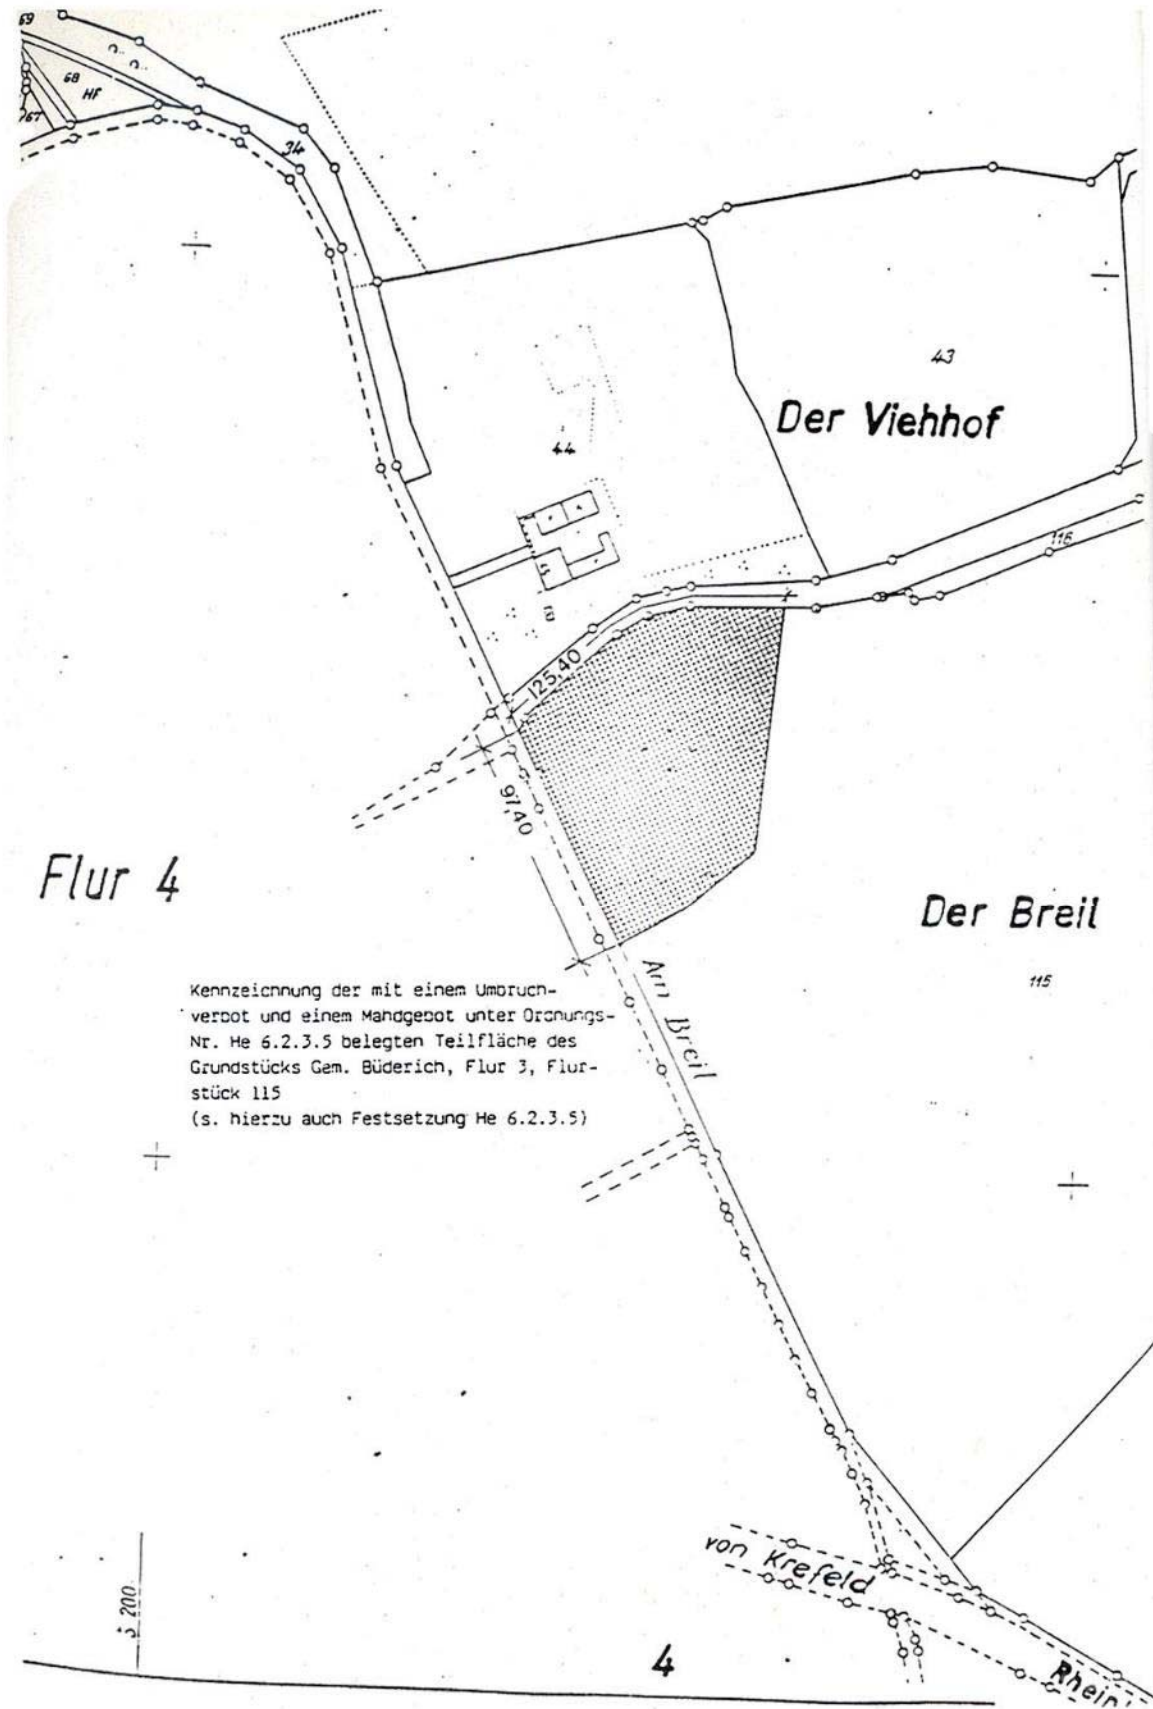 69
68
HF
67
34
43
Der Viehhof
44
116
125,40
97,40
Flur 4
Der Breil
115
Am Breil
Kennzeichnung der mit einem Umbruch-
verbot und einem Mahdgebot unter Ordnungs-
Nr. He 6.2.3.5 belegten Teilfläche des
Grundstücks Gem. Büderich, Flur 3, Flur-
stück 115
(s. hierzu auch Festsetzung He 6.2.3.5)
von Krefeld
5 200
4